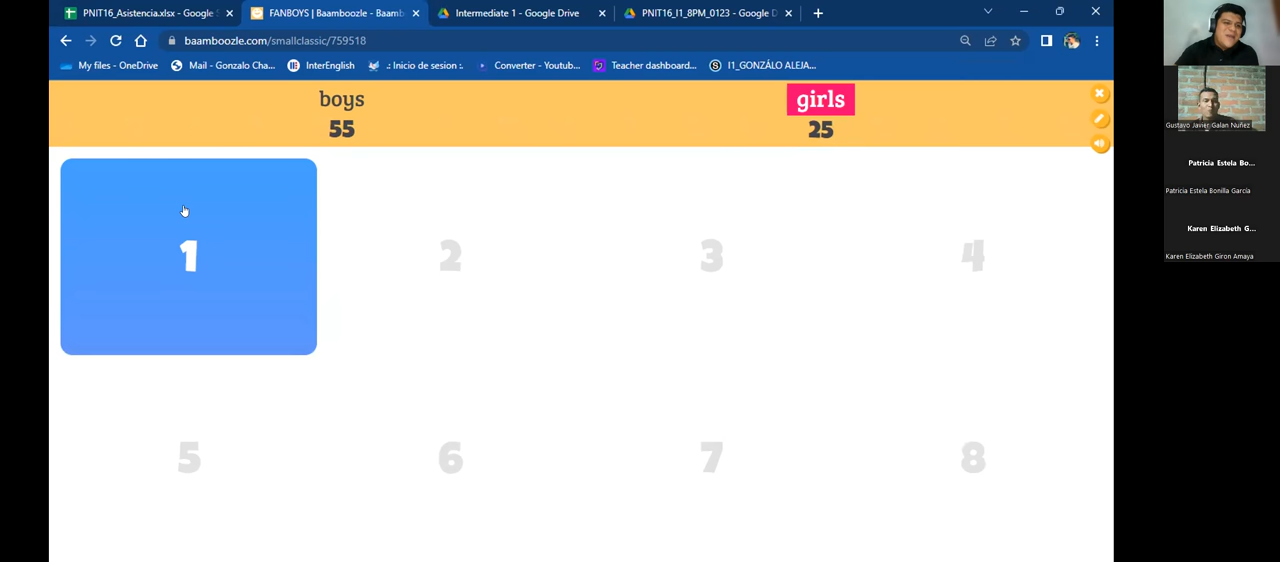 PNIT16_Asistencia.xlsx - Google S
FANBOYS | Baamboozle - Baamb
Intermediate 1 - Google Drive
PNIT16_I1_8PM_0123 - Google D
baamboozle.com/smallclassic/759518
My files - OneDrive
Mail - Gonzalo Cha...
InterEnglish
.: Inicio de sesion :.
Converter - Youtub...
Teacher dashboard...
I1_GONZÁLO ALEJA...
boys
girls
55
25
1
2
3
4
5
6
7
8
Gustavo Javier Galan Nuñez
Patricia Estela Bo...
Patricia Estela Bonilla García
Karen Elizabeth G...
Karen Elizabeth Giron Amaya